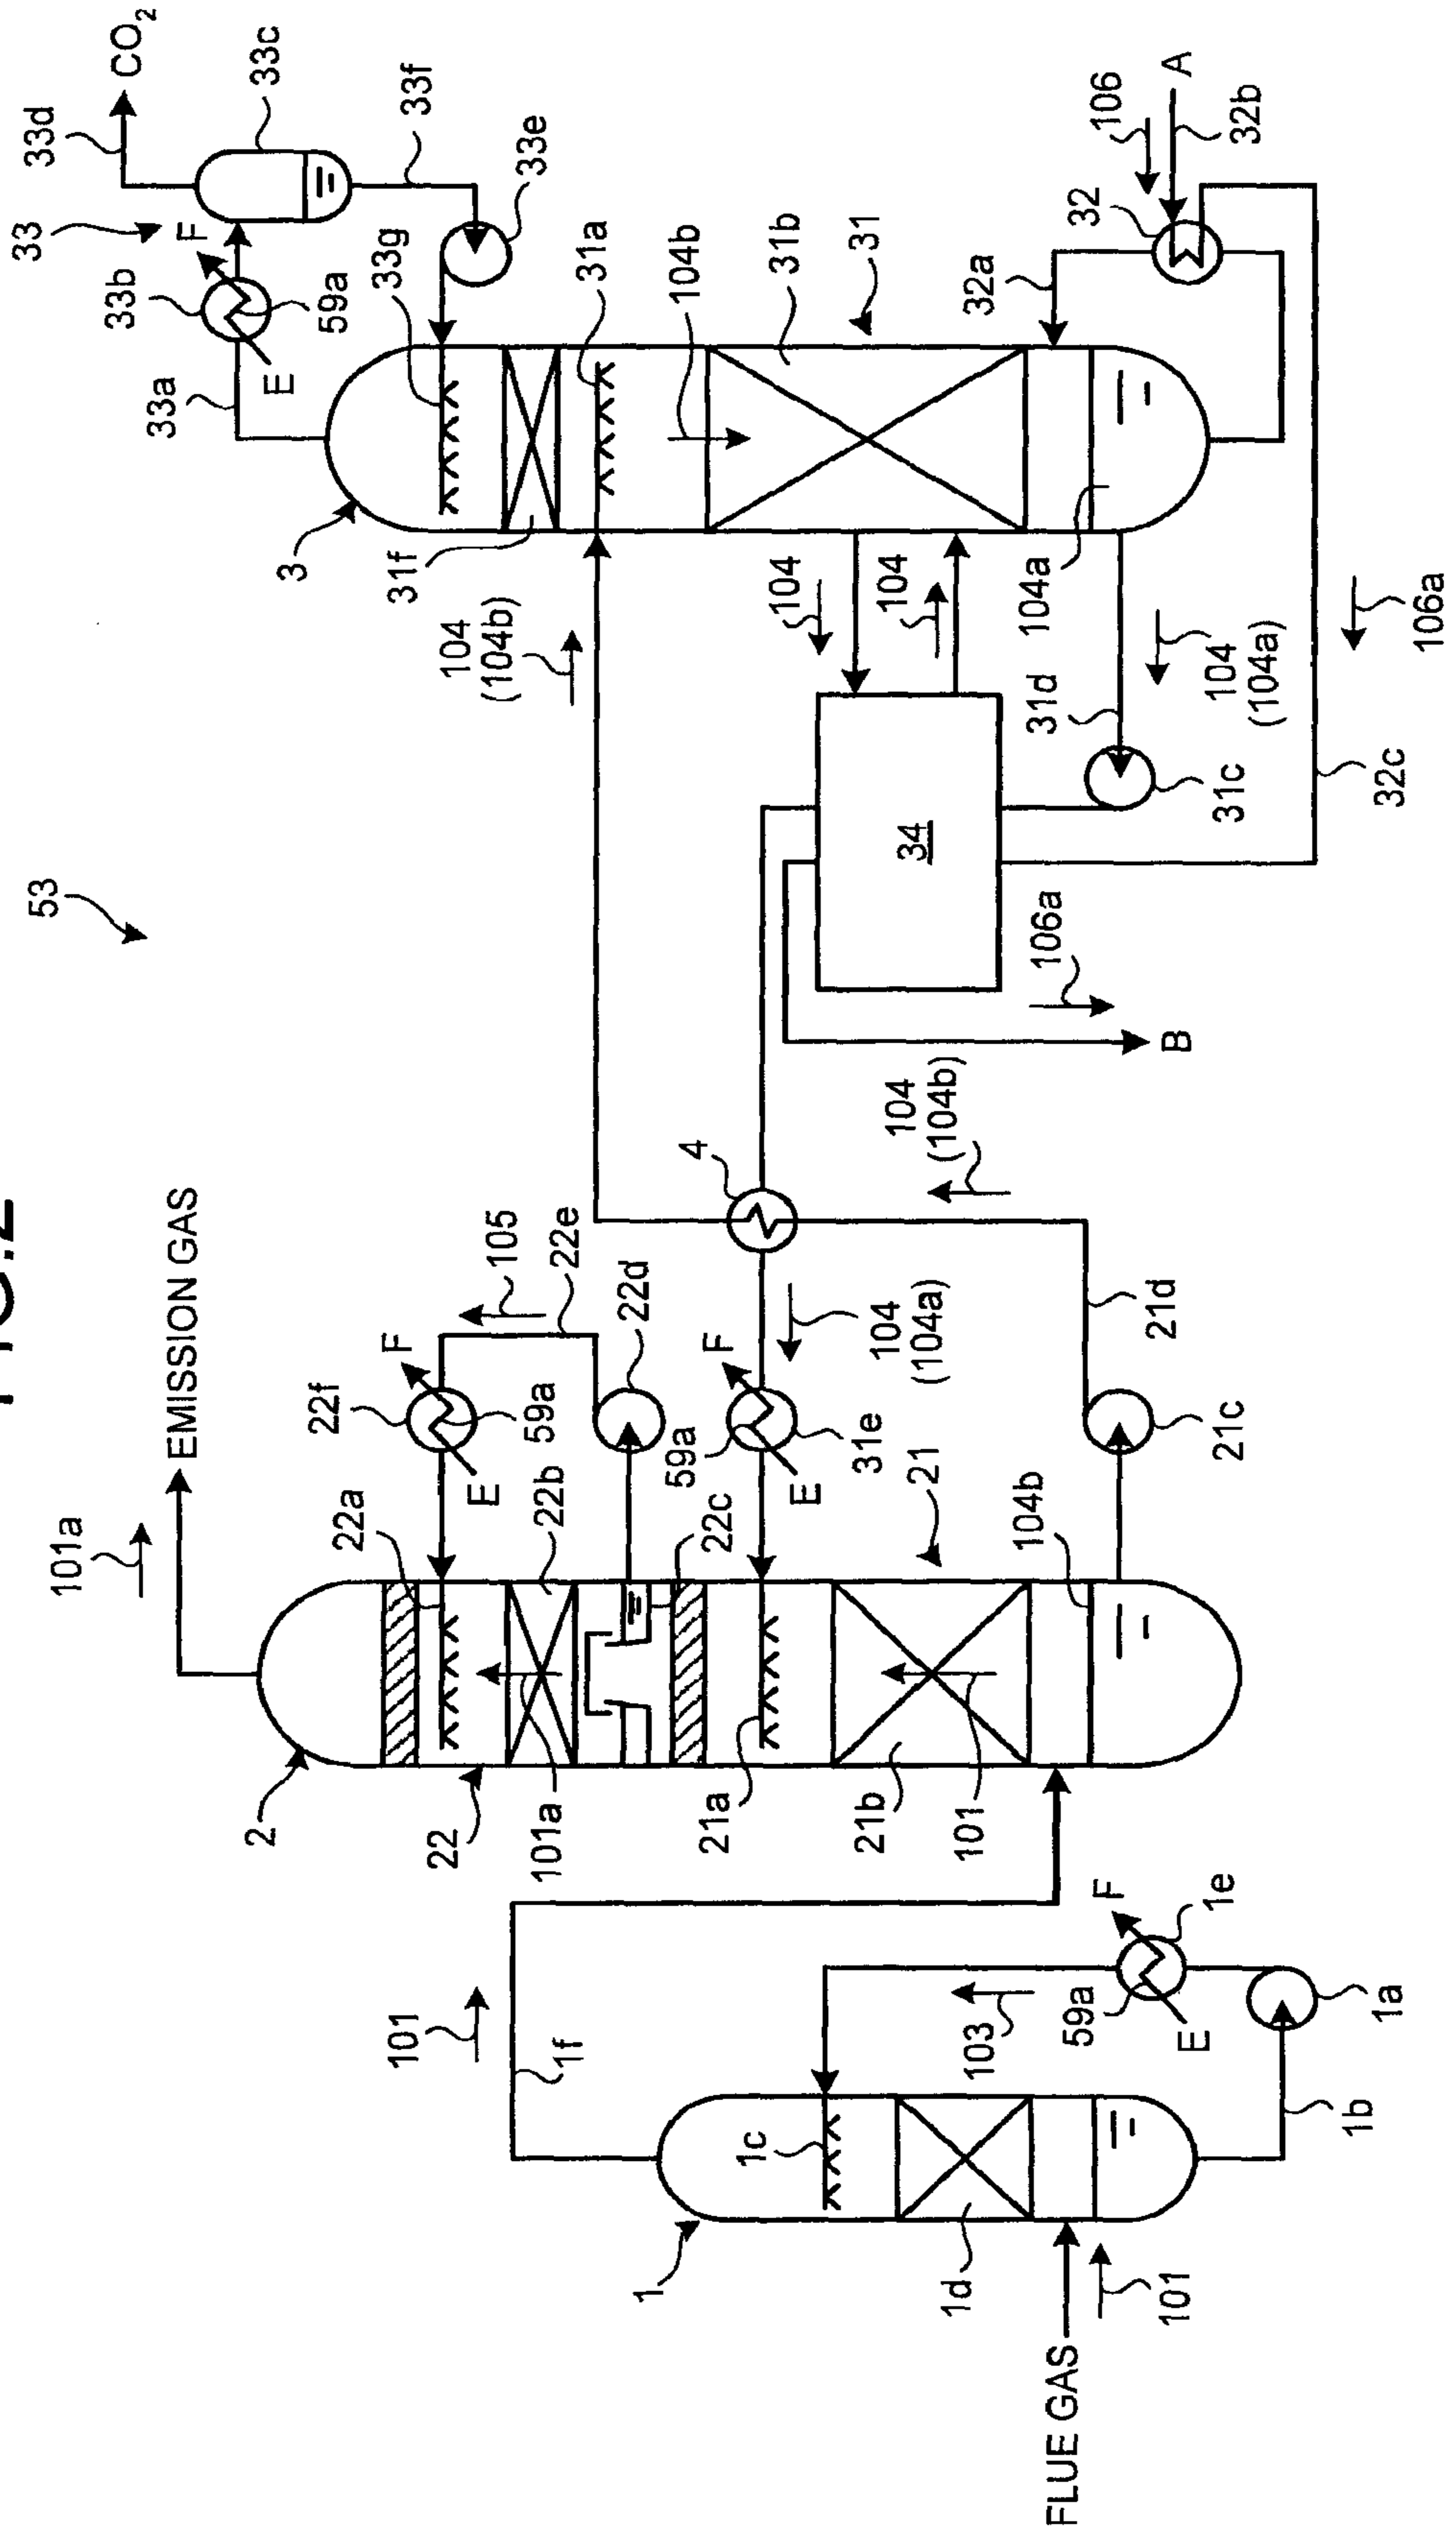 FIG.2
53
33d
CO2
33
33c
33b
F
33f
59a
33a
E
33g
33e
3
31a
31f
104b
31b
104
(104b)
31
32a
32
106
A
32b
104
104
104a
31d
104
(104a)
31c
34
32c
106a
106a
B
4
104
(104b)
101a
EMISSION GAS
105
22e
22f
F
22d
59a
E
22a
22b
22c
F
59a
31e
E
104
(104a)
21
21d
21c
104b
2
22
101a
21a
21b
101
101
1f
F
1e
59a
E
103
1a
1b
1c
1
1d
101
FLUE GAS